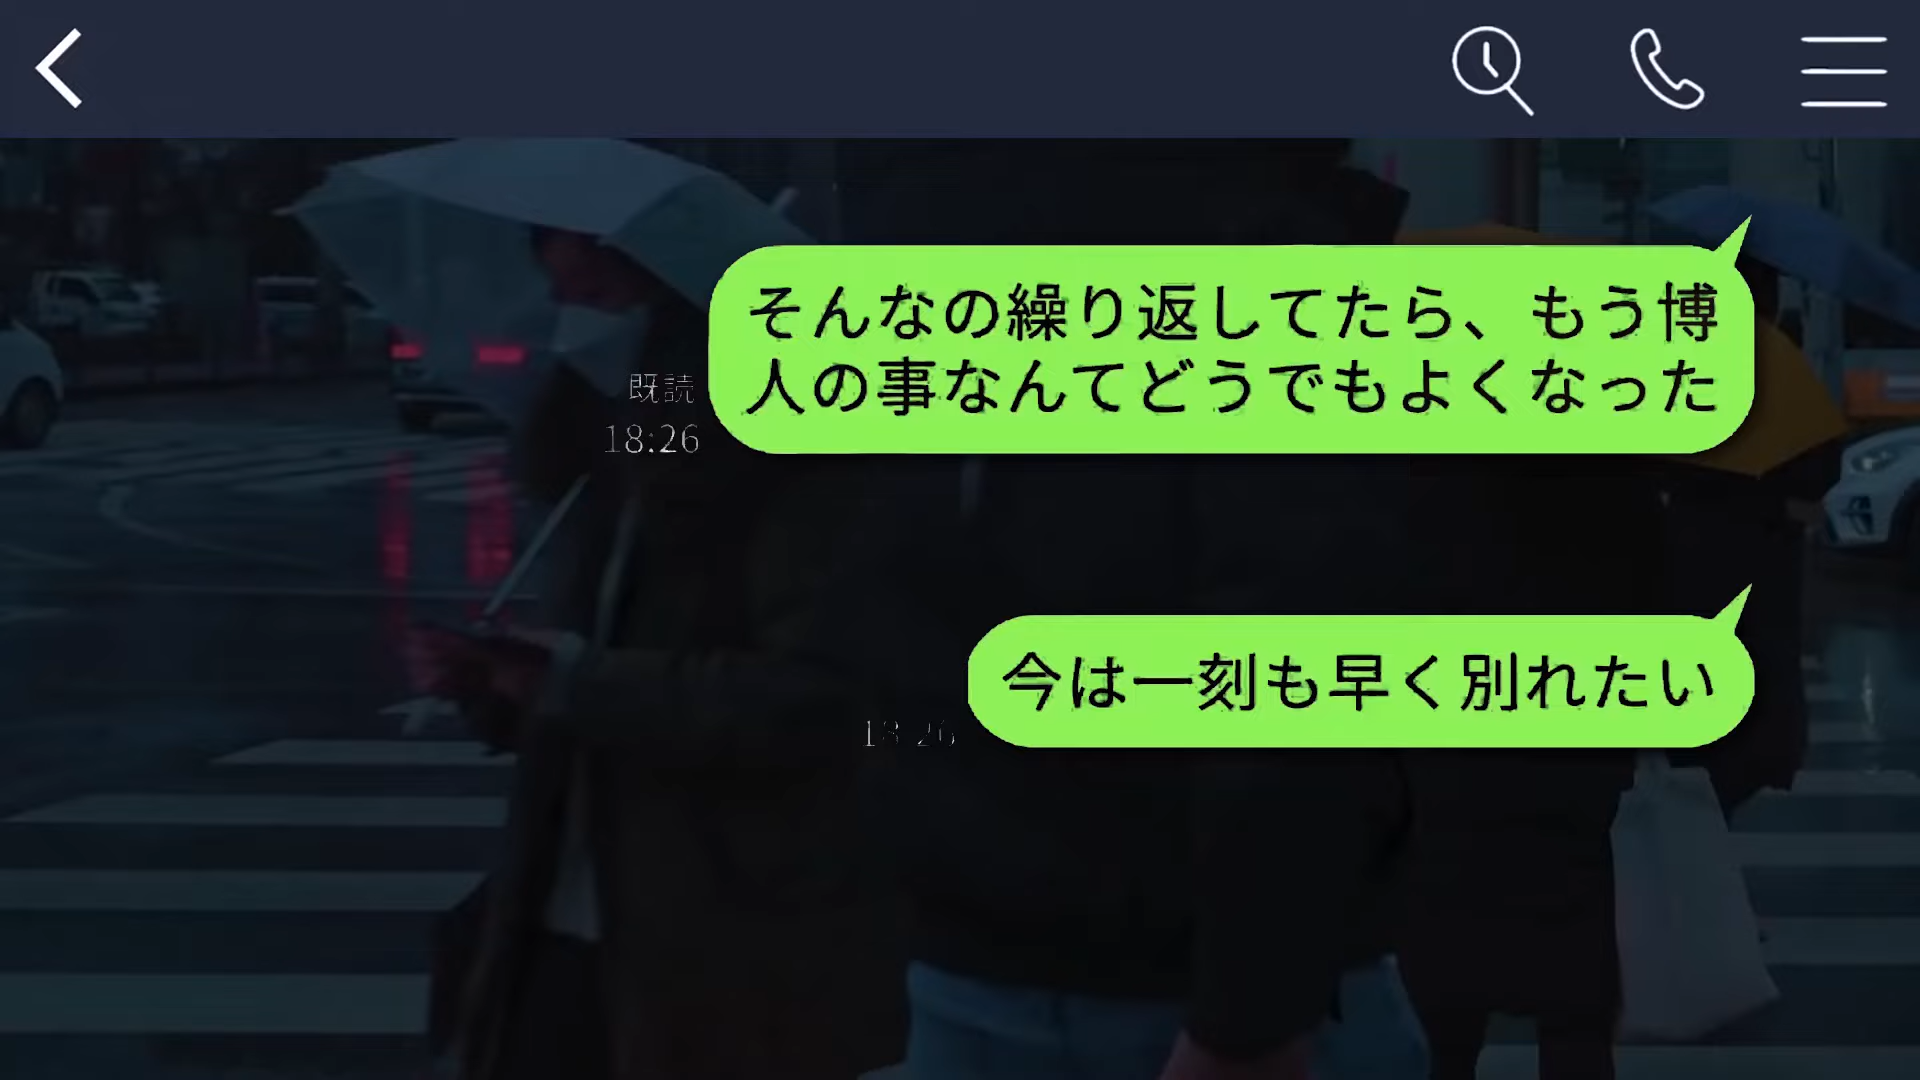 そんなの繰り返してたら、もう博
人の事なんてどうでもよくなった
既読
18:26
今は一刻も早く別れたい
18:26